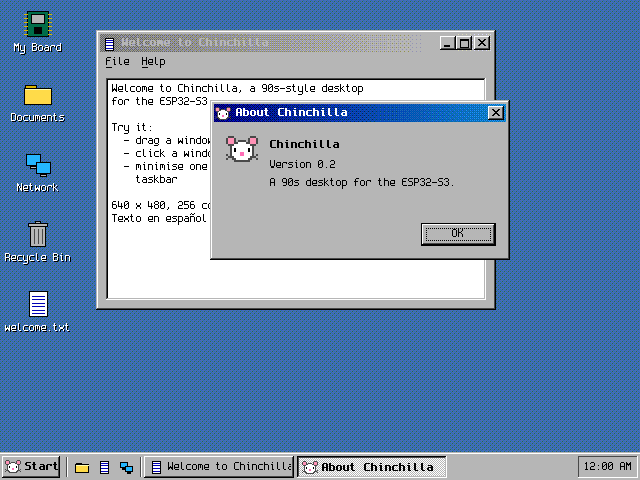 My Board
Documents
Network
Recycle Bin
welcome.txt
Welcome to Chinchilla
File Help
Welcome to Chinchilla, a 90s-style desktop
for the ESP32-S3
Try it:
- drag a window
- click a window
- minimise one
taskbar
640 x 480, 256 co
Texto en español
About Chinchilla
Chinchilla
Version 0.2
A 90s desktop for the ESP32-S3.
OK
Start
Welcome to Chinchilla
About Chinchilla
12:00 AM